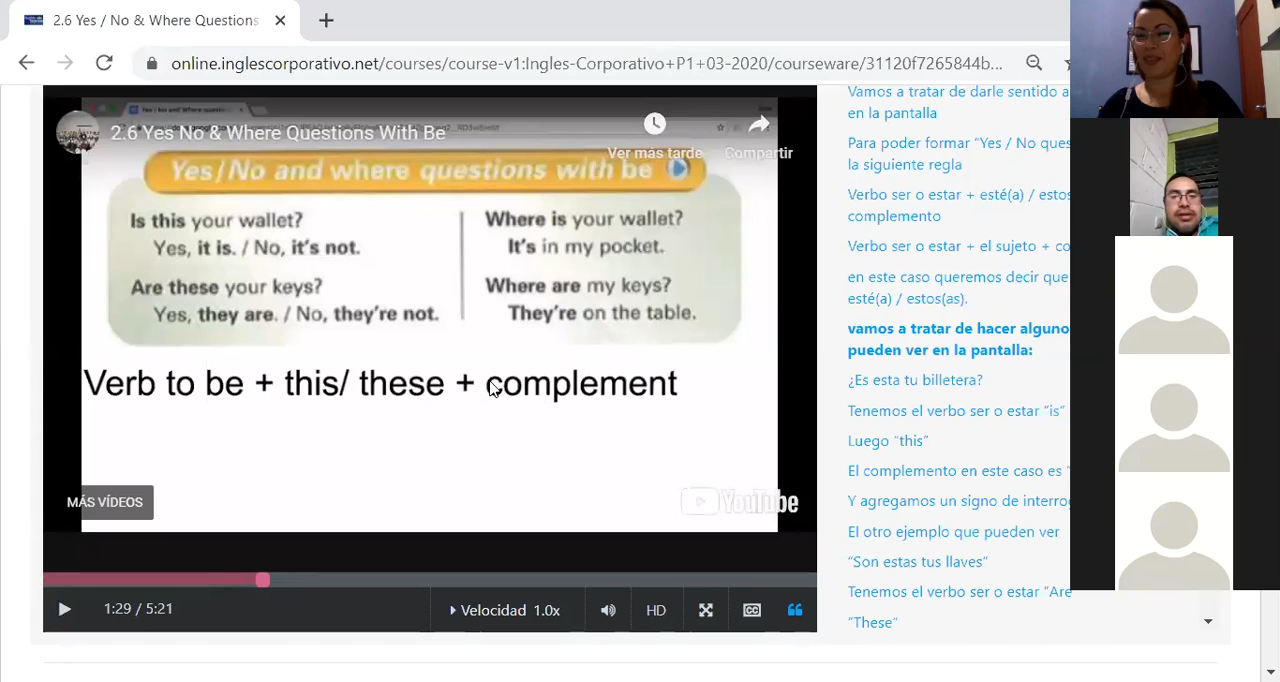 2.6 Yes / No & Where Questions
online.inglescorporativo.net/courses/course-v1:Ingles-Corporativo+P1+03-2020/courseware/31120f7265844b...
2.6 Yes No & Where Questions With Be
Ver más tarde
Compartir
Yes/No and where questions with be
Is this your wallet?
Yes, it is. / No, it's not.
Are these your keys?
Yes, they are. / No, they're not.
Where is your wallet?
It's in my pocket.
Where are my keys?
They're on the table.
Verb to be + this/ these + complement
MÁS VÍDEOS
YouTube
1:29 / 5:21
Velocidad 1.0x
HD
CC
Vamos a tratar de darle sentido a
en la pantalla
Para poder formar "Yes / No ques
la siguiente regla
Verbo ser o estar + esté(a) / estos
complemento
Verbo ser o estar + el sujeto + co
en este caso queremos decir que
esté(a) / estos(as).
vamos a tratar de hacer alguno
pueden ver en la pantalla:
¿Es esta tu billetera?
Tenemos el verbo ser o estar "is"
Luego "this"
El complemento en este caso es "
Y agregamos un signo de interrog
El otro ejemplo que pueden ver
"Son estas tus llaves"
Tenemos el verbo ser o estar "Are
"These"